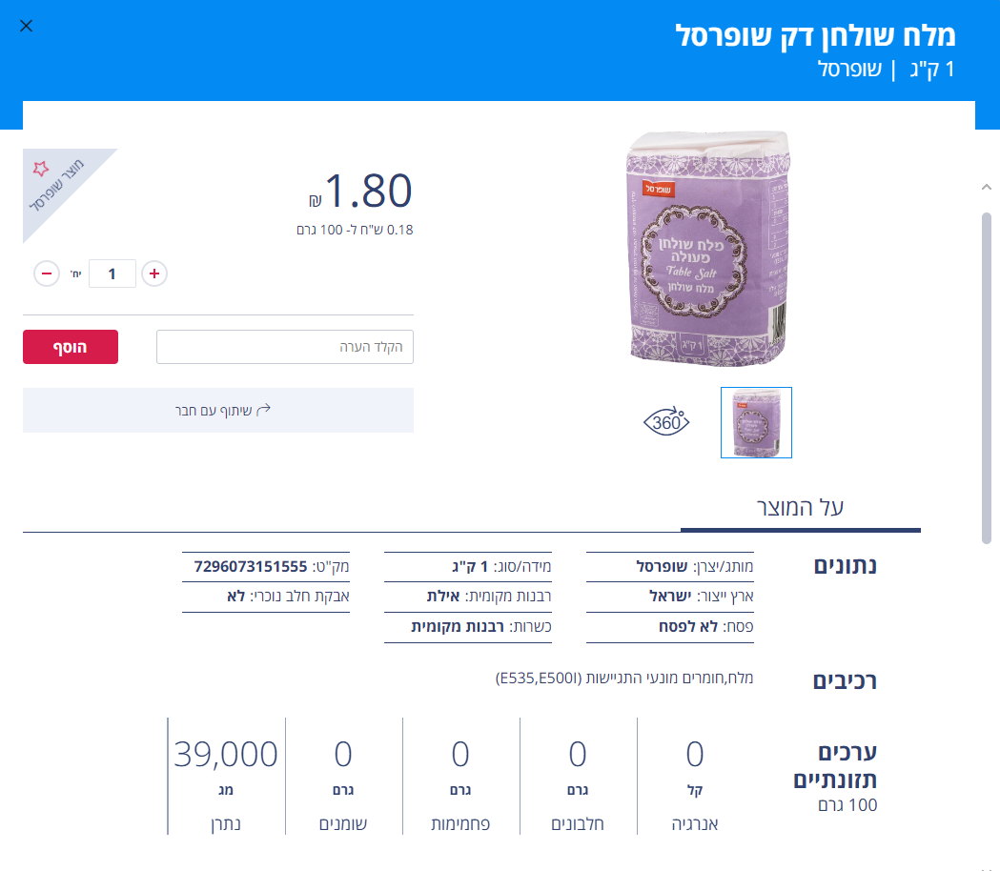 מלח שולחן דק שופרסל
1 ק"ג | שופרסל
מוצר שופרסל
1.80 ₪
0.18 ש"ח ל- 100 גרם
1 יח'
הקלד הערה
הוסף
שיתוף עם חבר
שופרסל
מלח שולחן
מעולה
Table Salt
מלח שולחן
1 ק"ג
360°
על המוצר
נתונים
מותג/יצרן: שופרסל
מידה/סוג: 1 ק"ג
מק"ט: 7296073151555
ארץ ייצור: ישראל
רבנות מקומית: אילת
אבקת חלב נוכרי: לא
פסח: לא לפסח
כשרות: רבנות מקומית
רכיבים
מלח,חומרים מונעי התגיישות (E535,E500I)
ערכים
תזונתיים
100 גרם
0 0 0 0 39,000
קל גרם גרם גרם מג
אנרגיה חלבונים פחמימות שומנים נתרן